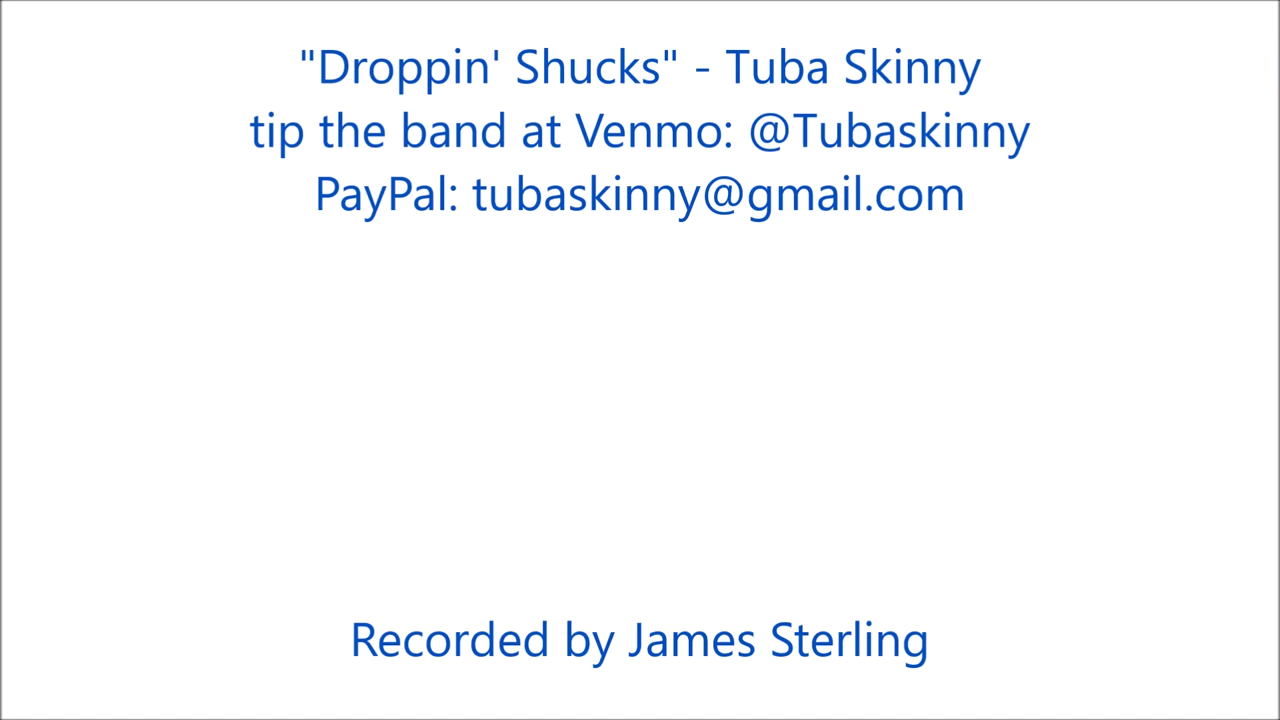 "Droppin' Shucks" - Tuba Skinny
tip the band at Venmo: @Tubaskinny
PayPal: tubaskinny@gmail.com
Recorded by James Sterling